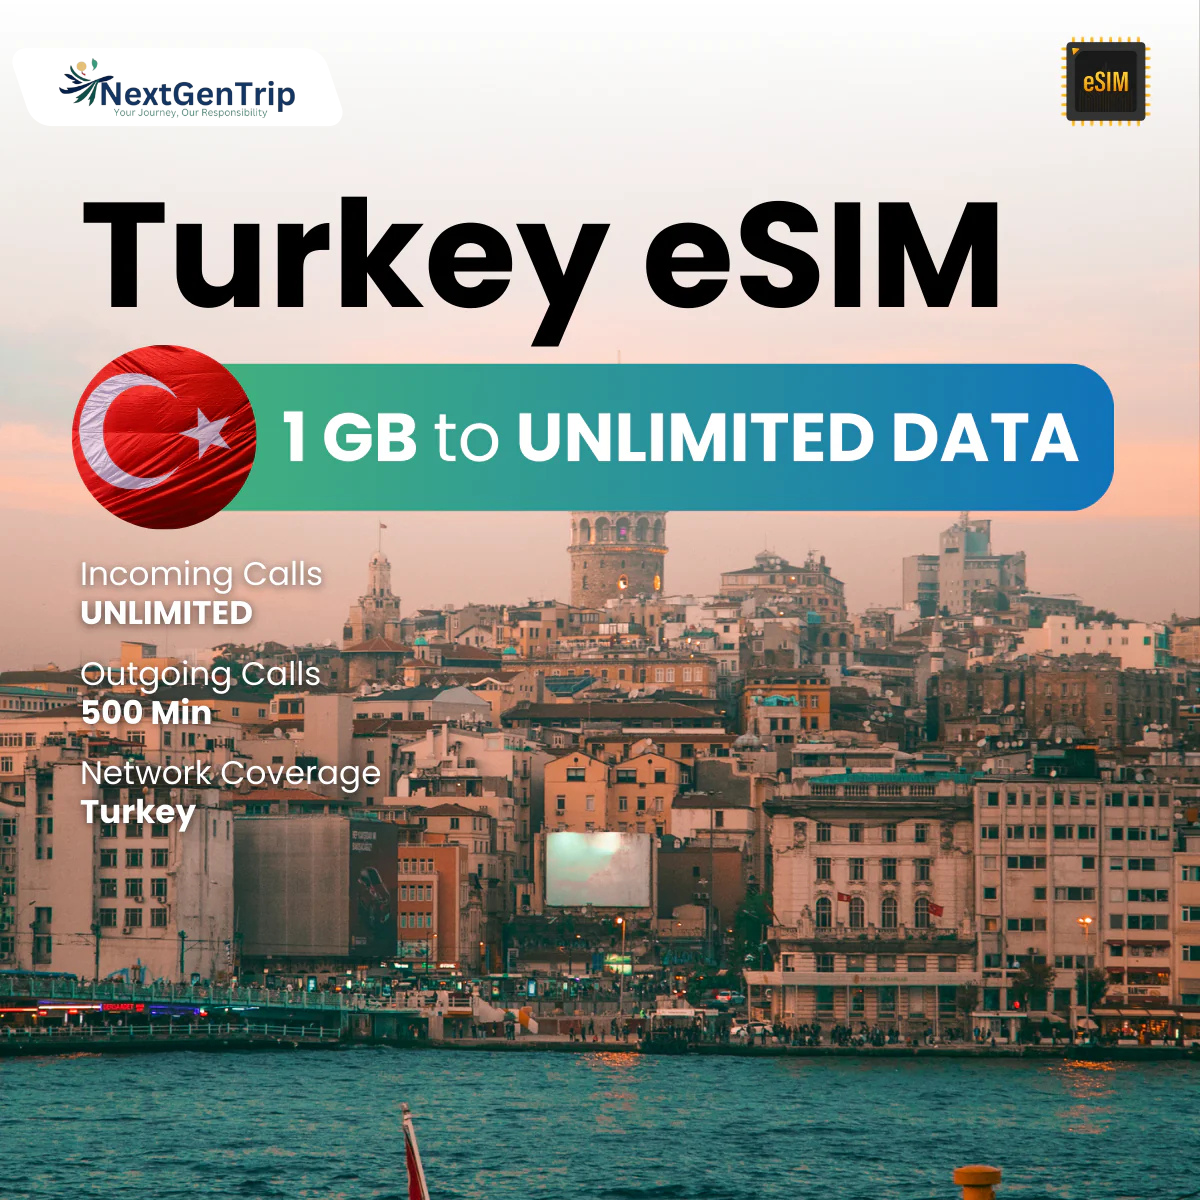 NextGenTrip
Your Journey, Our Responsibility
eSIM
Turkey eSIM
1 GB to UNLIMITED DATA
Incoming Calls
UNLIMITED
Outgoing Calls
500 Min
Network Coverage
Turkey